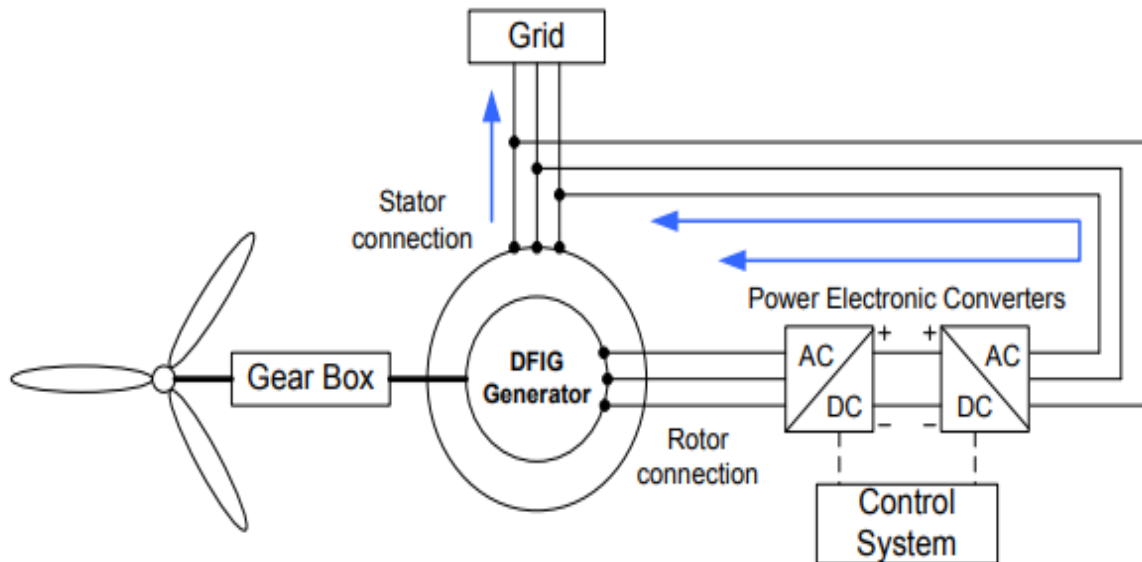 Grid
Stator
connection
Power Electronic Converters
+ +
AC
AC
DFIG
Generator
Gear Box
DC
DC
− −
Rotor
connection
Control
System